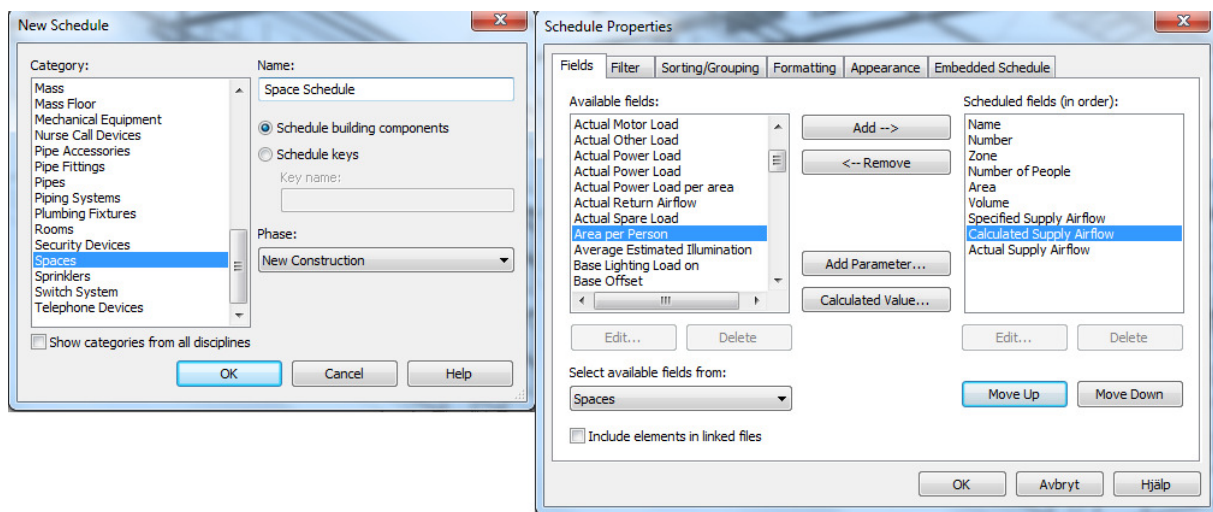 New Schedule
Category:
Mass
Mass Floor
Mechanical Equipment
Nurse Call Devices
Pipe Accessories
Pipe Fittings
Pipes
Piping Systems
Plumbing Fixtures
Rooms
Security Devices
Spaces
Sprinklers
Switch System
Telephone Devices
Show categories from all disciplines
Name:
Space Schedule
Schedule building components
Schedule keys
Key name:
Phase:
New Construction
OK Cancel Help
Schedule Properties
Fields Filter Sorting/Grouping Formatting Appearance Embedded Schedule
Available fields:
Actual Motor Load
Actual Other Load
Actual Power Load
Actual Power Load
Actual Power Load per area
Actual Return Airflow
Actual Spare Load
Area per Person
Average Estimated Illumination
Base Lighting Load on
Base Offset
Edit... Delete
Select available fields from:
Spaces
Include elements in linked files
Add -->
<-- Remove
Add Parameter...
Calculated Value...
Scheduled fields (in order):
Name
Number
Zone
Number of People
Area
Volume
Specified Supply Airflow
Calculated Supply Airflow
Actual Supply Airflow
Edit... Delete
Move Up Move Down
OK Avbryt Hjälp